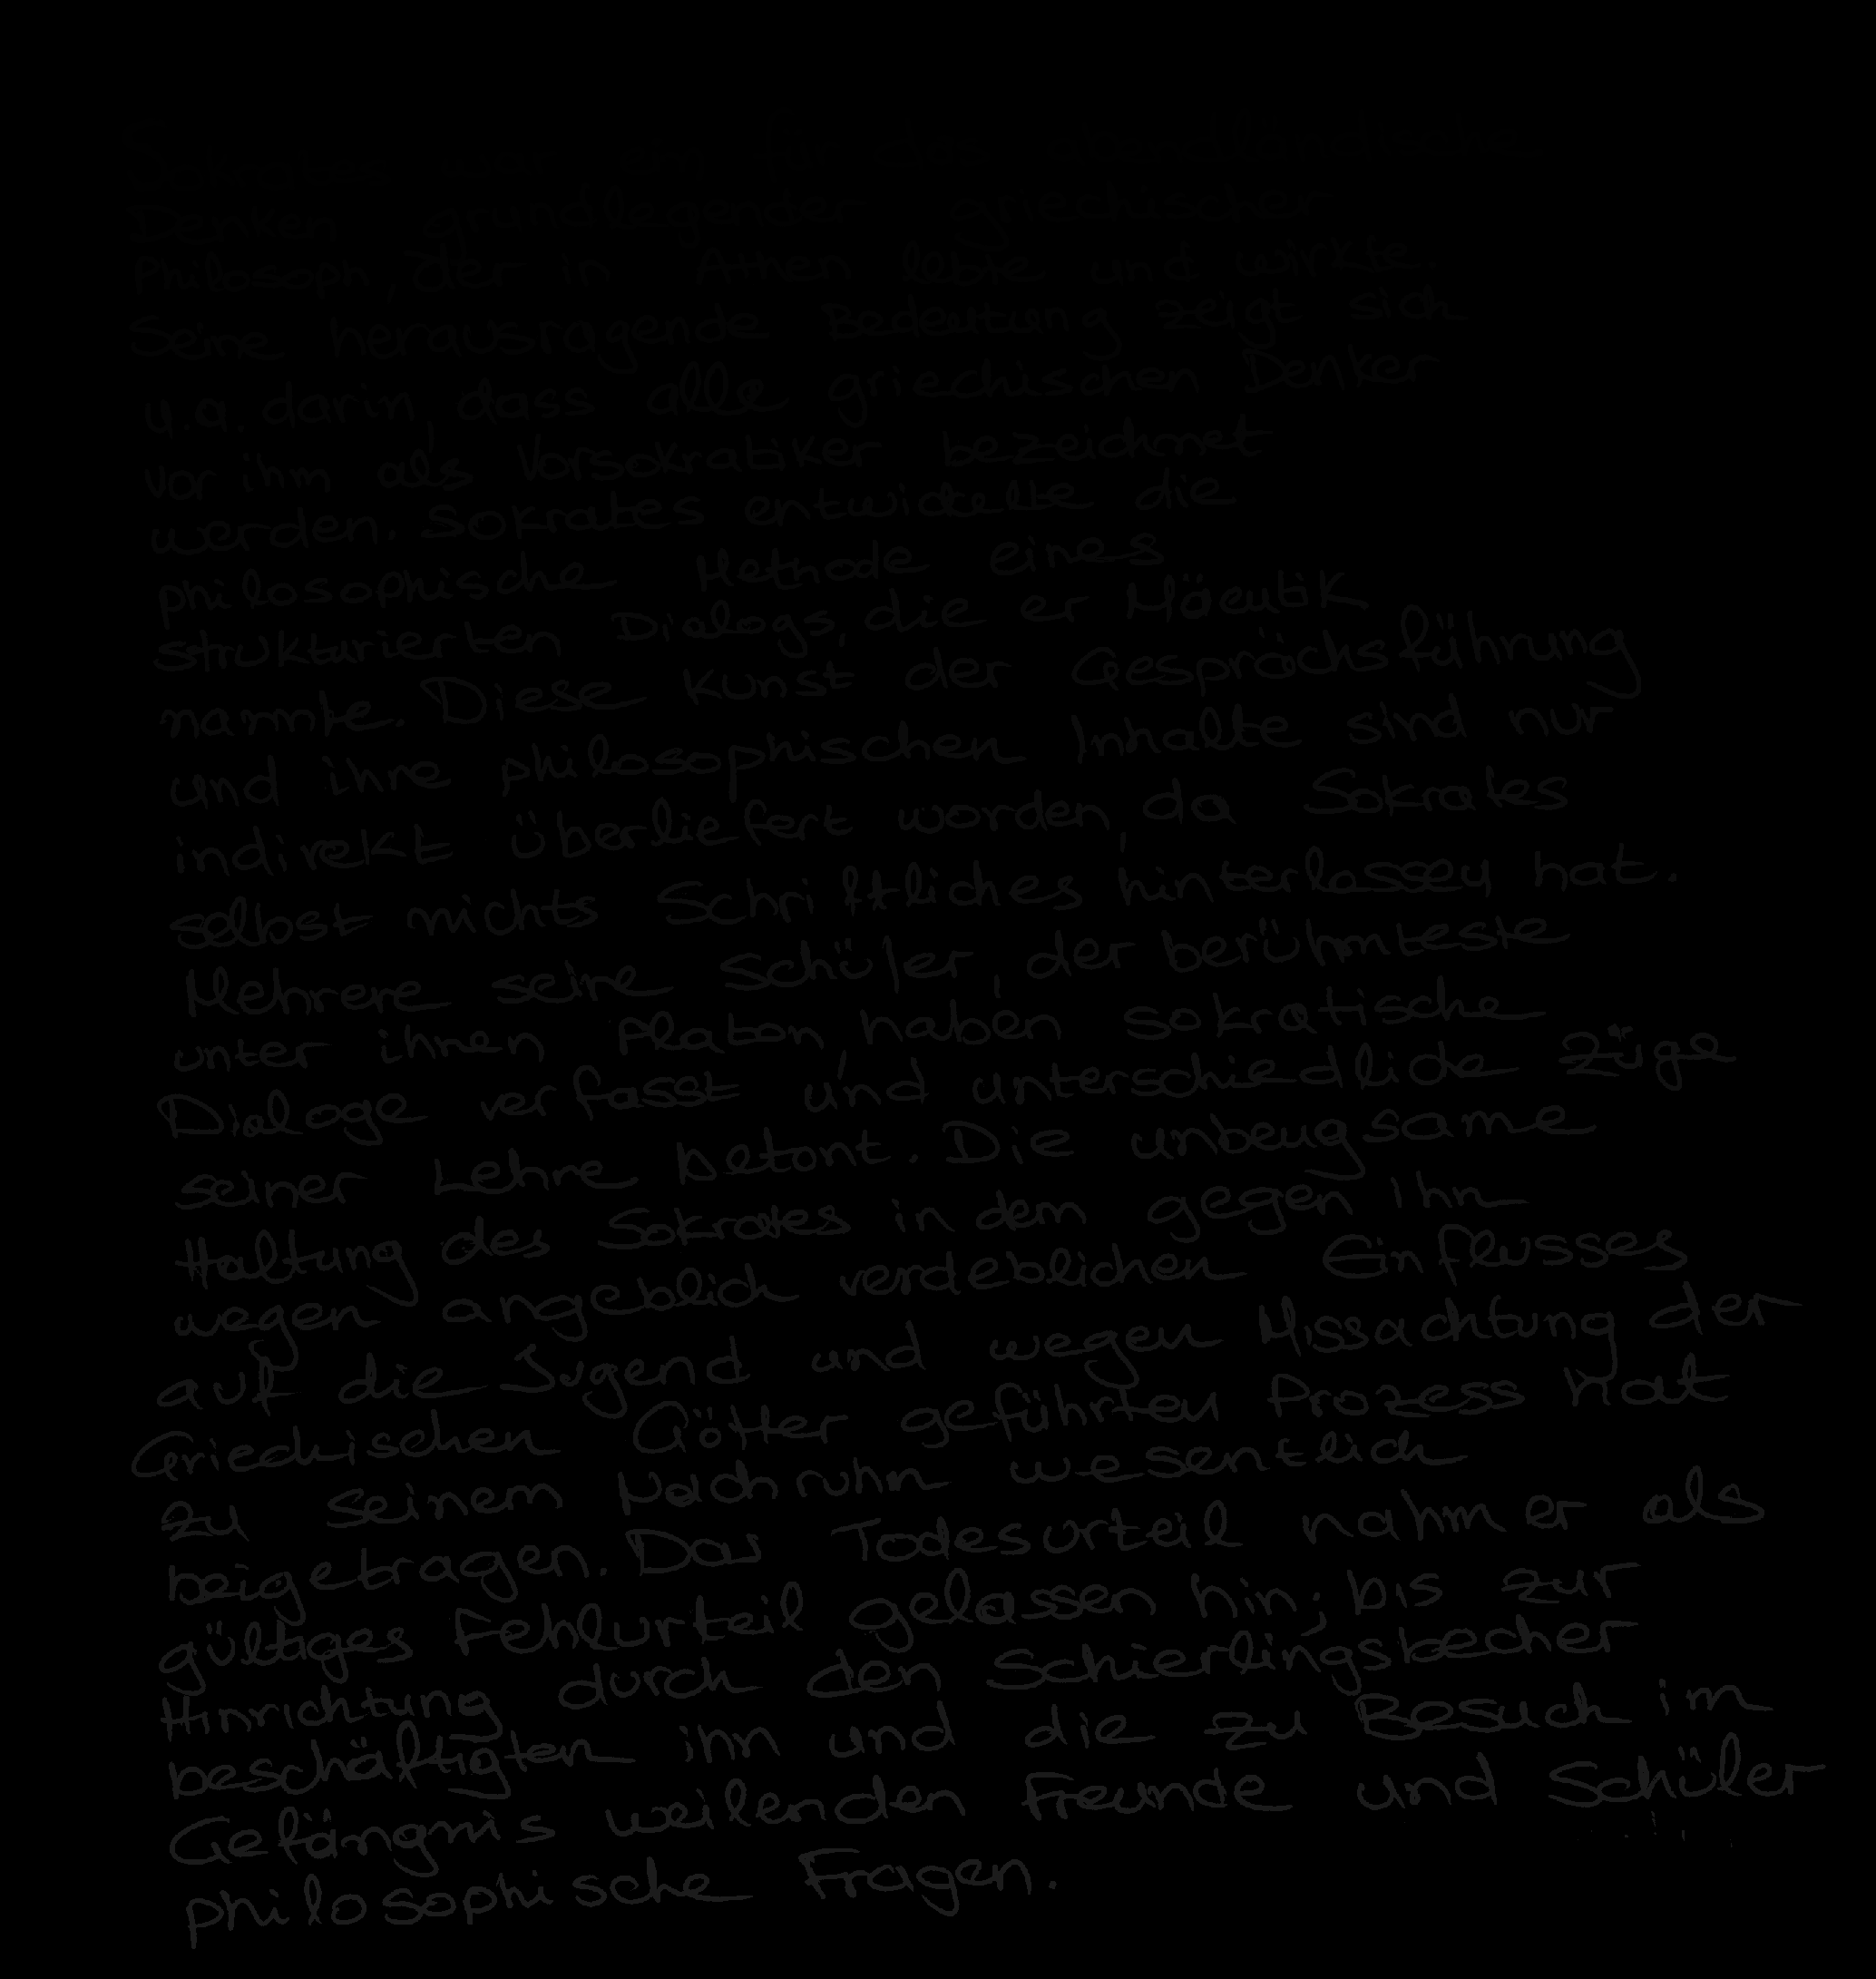 Sokrates war ein für das abendländische
Denken grundlegender griechischer
Philosoph, der in Athen lebte und wirkte.
Seine herausragende Bedeutung zeigt sich
u.a. darin, dass alle griechischen Denker
vor ihm als Vorsokratiker bezeichnet
werden. Sokrates entwickelte die
philosophische Methode eines
strukturierten Dialogs, die er Mäeutik
nannte. Diese Kunst der Gesprächsführung
und ihre philosophischen Inhalte sind nur
indirekt überliefert worden, da Sokrates
selbst nichts Schriftliches hinterlassen hat.
Mehrere seine Schüler, der berühmteste
unter ihnen Platon, haben sokratische
Dialoge verfasst und unterschiedliche Züge
seiner Lehre betont. Die unbeugsame
Haltung des Sokrates in dem gegen ihn
wegen angeblich verdeblichen Einflusses
auf die Jugend und wegen Missachtung der
Griechischen Götter geführten Prozess hat
zu seinem Nachruhm wesentlich
beigetragen. Das Todesurteil nahm er als
gültiges Fehlurteil gelassen hin; bis zur
Hinrichtung durch den Schierlingsbecher
beschäftigten ihn und die zu Besuch im
Gefängnis weilenden Freunde und Schüler
philosophische Fragen.